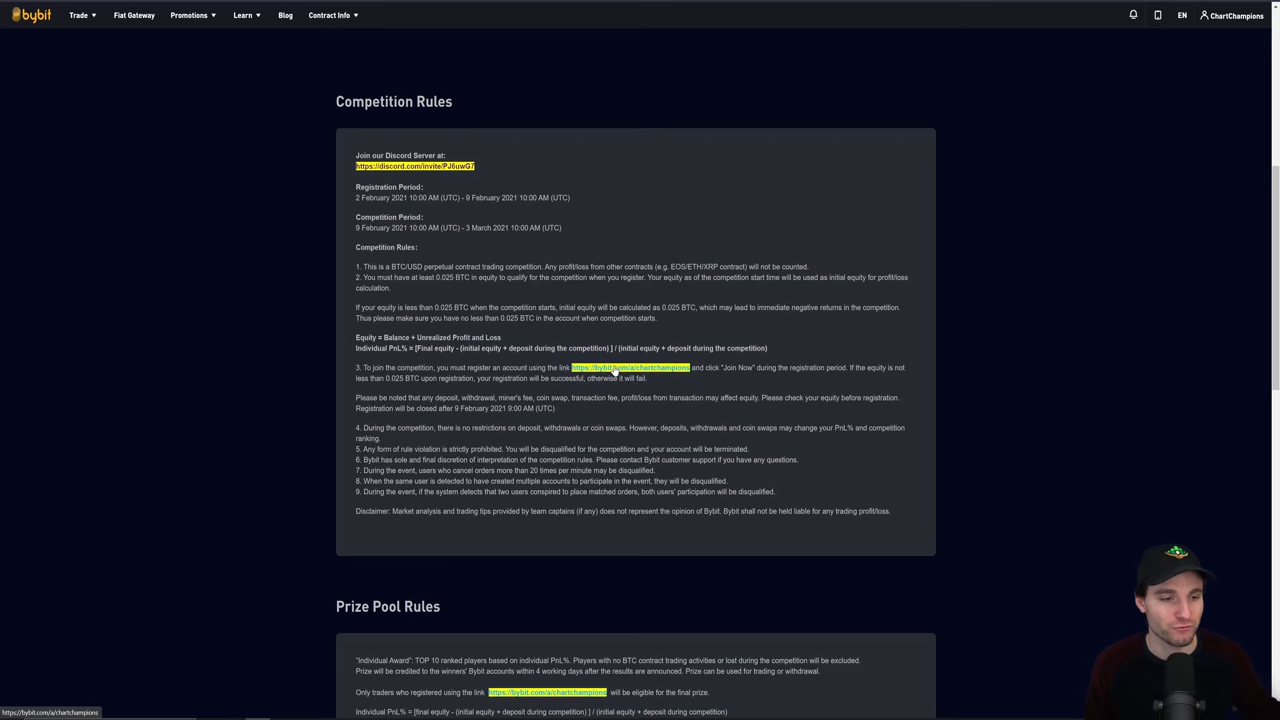 bybit
Trade
Fiat Gateway
Promotions
Learn
Blog
Contract Info
EN
ChartChampions
Competition Rules
Join our Discord Server at:
https://discord.com/invite/PJ6uwG7
Registration Period:
2 February 2021 10:00 AM (UTC) - 9 February 2021 10:00 AM (UTC)
Competition Period:
9 February 2021 10:00 AM (UTC) - 3 March 2021 10:00 AM (UTC)
Competition Rules:
1. This is a BTC/USD perpetual contract trading competition. Any profit/loss from other contracts (e.g. EOS/ETH/XRP contract) will not be counted.
2. You must have at least 0.025 BTC in equity to qualify for the competition when you register. Your equity as of the competition start time will be used as initial equity for profit/loss
calculation.
If your equity is less than 0.025 BTC when the competition starts, initial equity will be calculated as 0.025 BTC, which may lead to immediate negative returns in the competition.
Thus please make sure you have no less than 0.025 BTC in the account when competition starts.
Equity = Balance + Unrealized Profit and Loss
Individual PnL% = [Final equity - (initial equity + deposit during the competition) ] / (initial equity + deposit during the competition)
3. To join the competition, you must register an account using the link https://bybit.com/a/chartchampions and click "Join Now" during the registration period. If the equity is not
less than 0.025 BTC upon registration, your registration will be successful, otherwise it will fail.
Please be noted that any deposit, withdrawal, miner's fee, coin swap, transaction fee, profit/loss from transaction may affect equity. Please check your equity before registration.
Registration will be closed after 9 February 2021 9:00 AM (UTC)
4. During the competition, there is no restrictions on deposit, withdrawals or coin swaps. However, deposits, withdrawals and coin swaps may change your PnL% and competition
ranking.
5. Any form of rule violation is strictly prohibited. You will be disqualified for the competition and your account will be terminated.
6. Bybit has sole and final discretion of interpretation of the competition rules. Please contact Bybit customer support if you have any questions.
7. During the event, users who cancel orders more than 20 times per minute may be disqualified.
8. When the same user is detected to have created multiple accounts to participate in the event, they will be disqualified.
9. During the event, if the system detects that two users conspired to place matched orders, both users' participation will be disqualified.
Disclaimer: Market analysis and trading tips provided by team captains (if any) does not represent the opinion of Bybit. Bybit shall not be held liable for any trading profit/loss.
Prize Pool Rules
"Individual Award": TOP 10 ranked players based on individual PnL%. Players with no BTC contract trading activities or lost during the competition will be excluded.
Prize will be credited to the winners' Bybit accounts within 4 working days after the results are announced. Prize can be used for trading or withdrawal.
Only traders who registered using the link https://bybit.com/a/chartchampions will be eligible for the final prize.
Individual PnL% = [final equity - (initial equity + deposit during the competition ) ] / (initial equity + deposit during the competition)
https://bybit.com/a/chartchampions